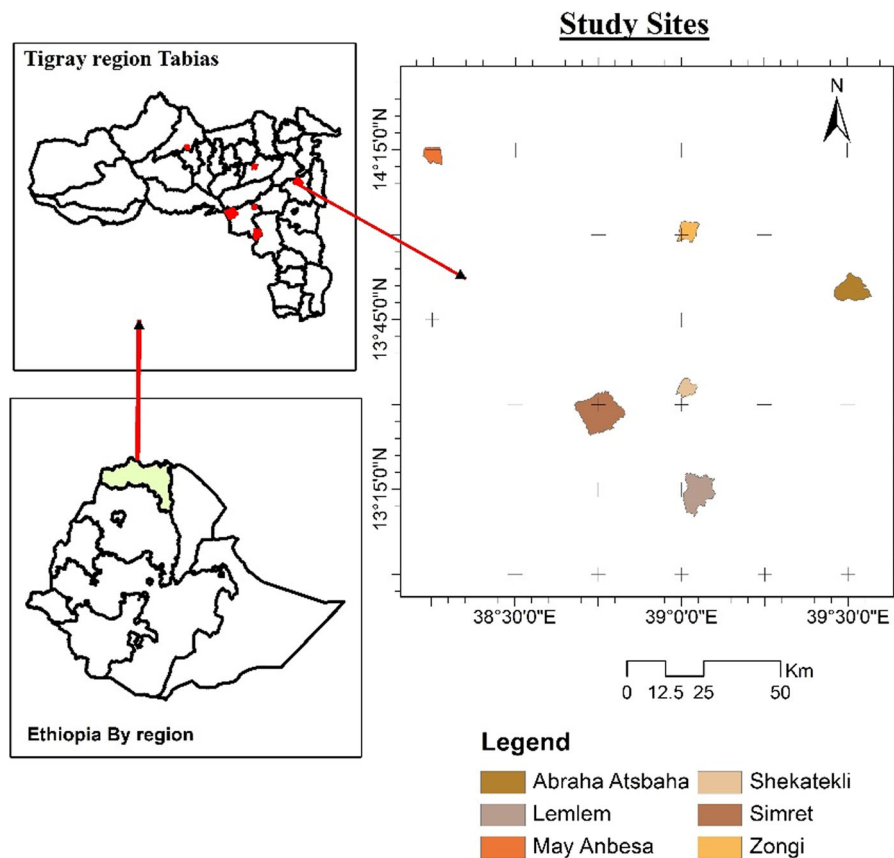 Study Sites
Tigray region Tabias
N
14°15'0"N
13°45'0"N
13°15'0"N
38°30'0"E
39°0'0"E
39°30'0"E
Km
0 12.5 25 50
Ethiopia By region
Legend
Abraha Atsbaha
Shekatekli
Lemlem
Simret
May Anbesa
Zongi